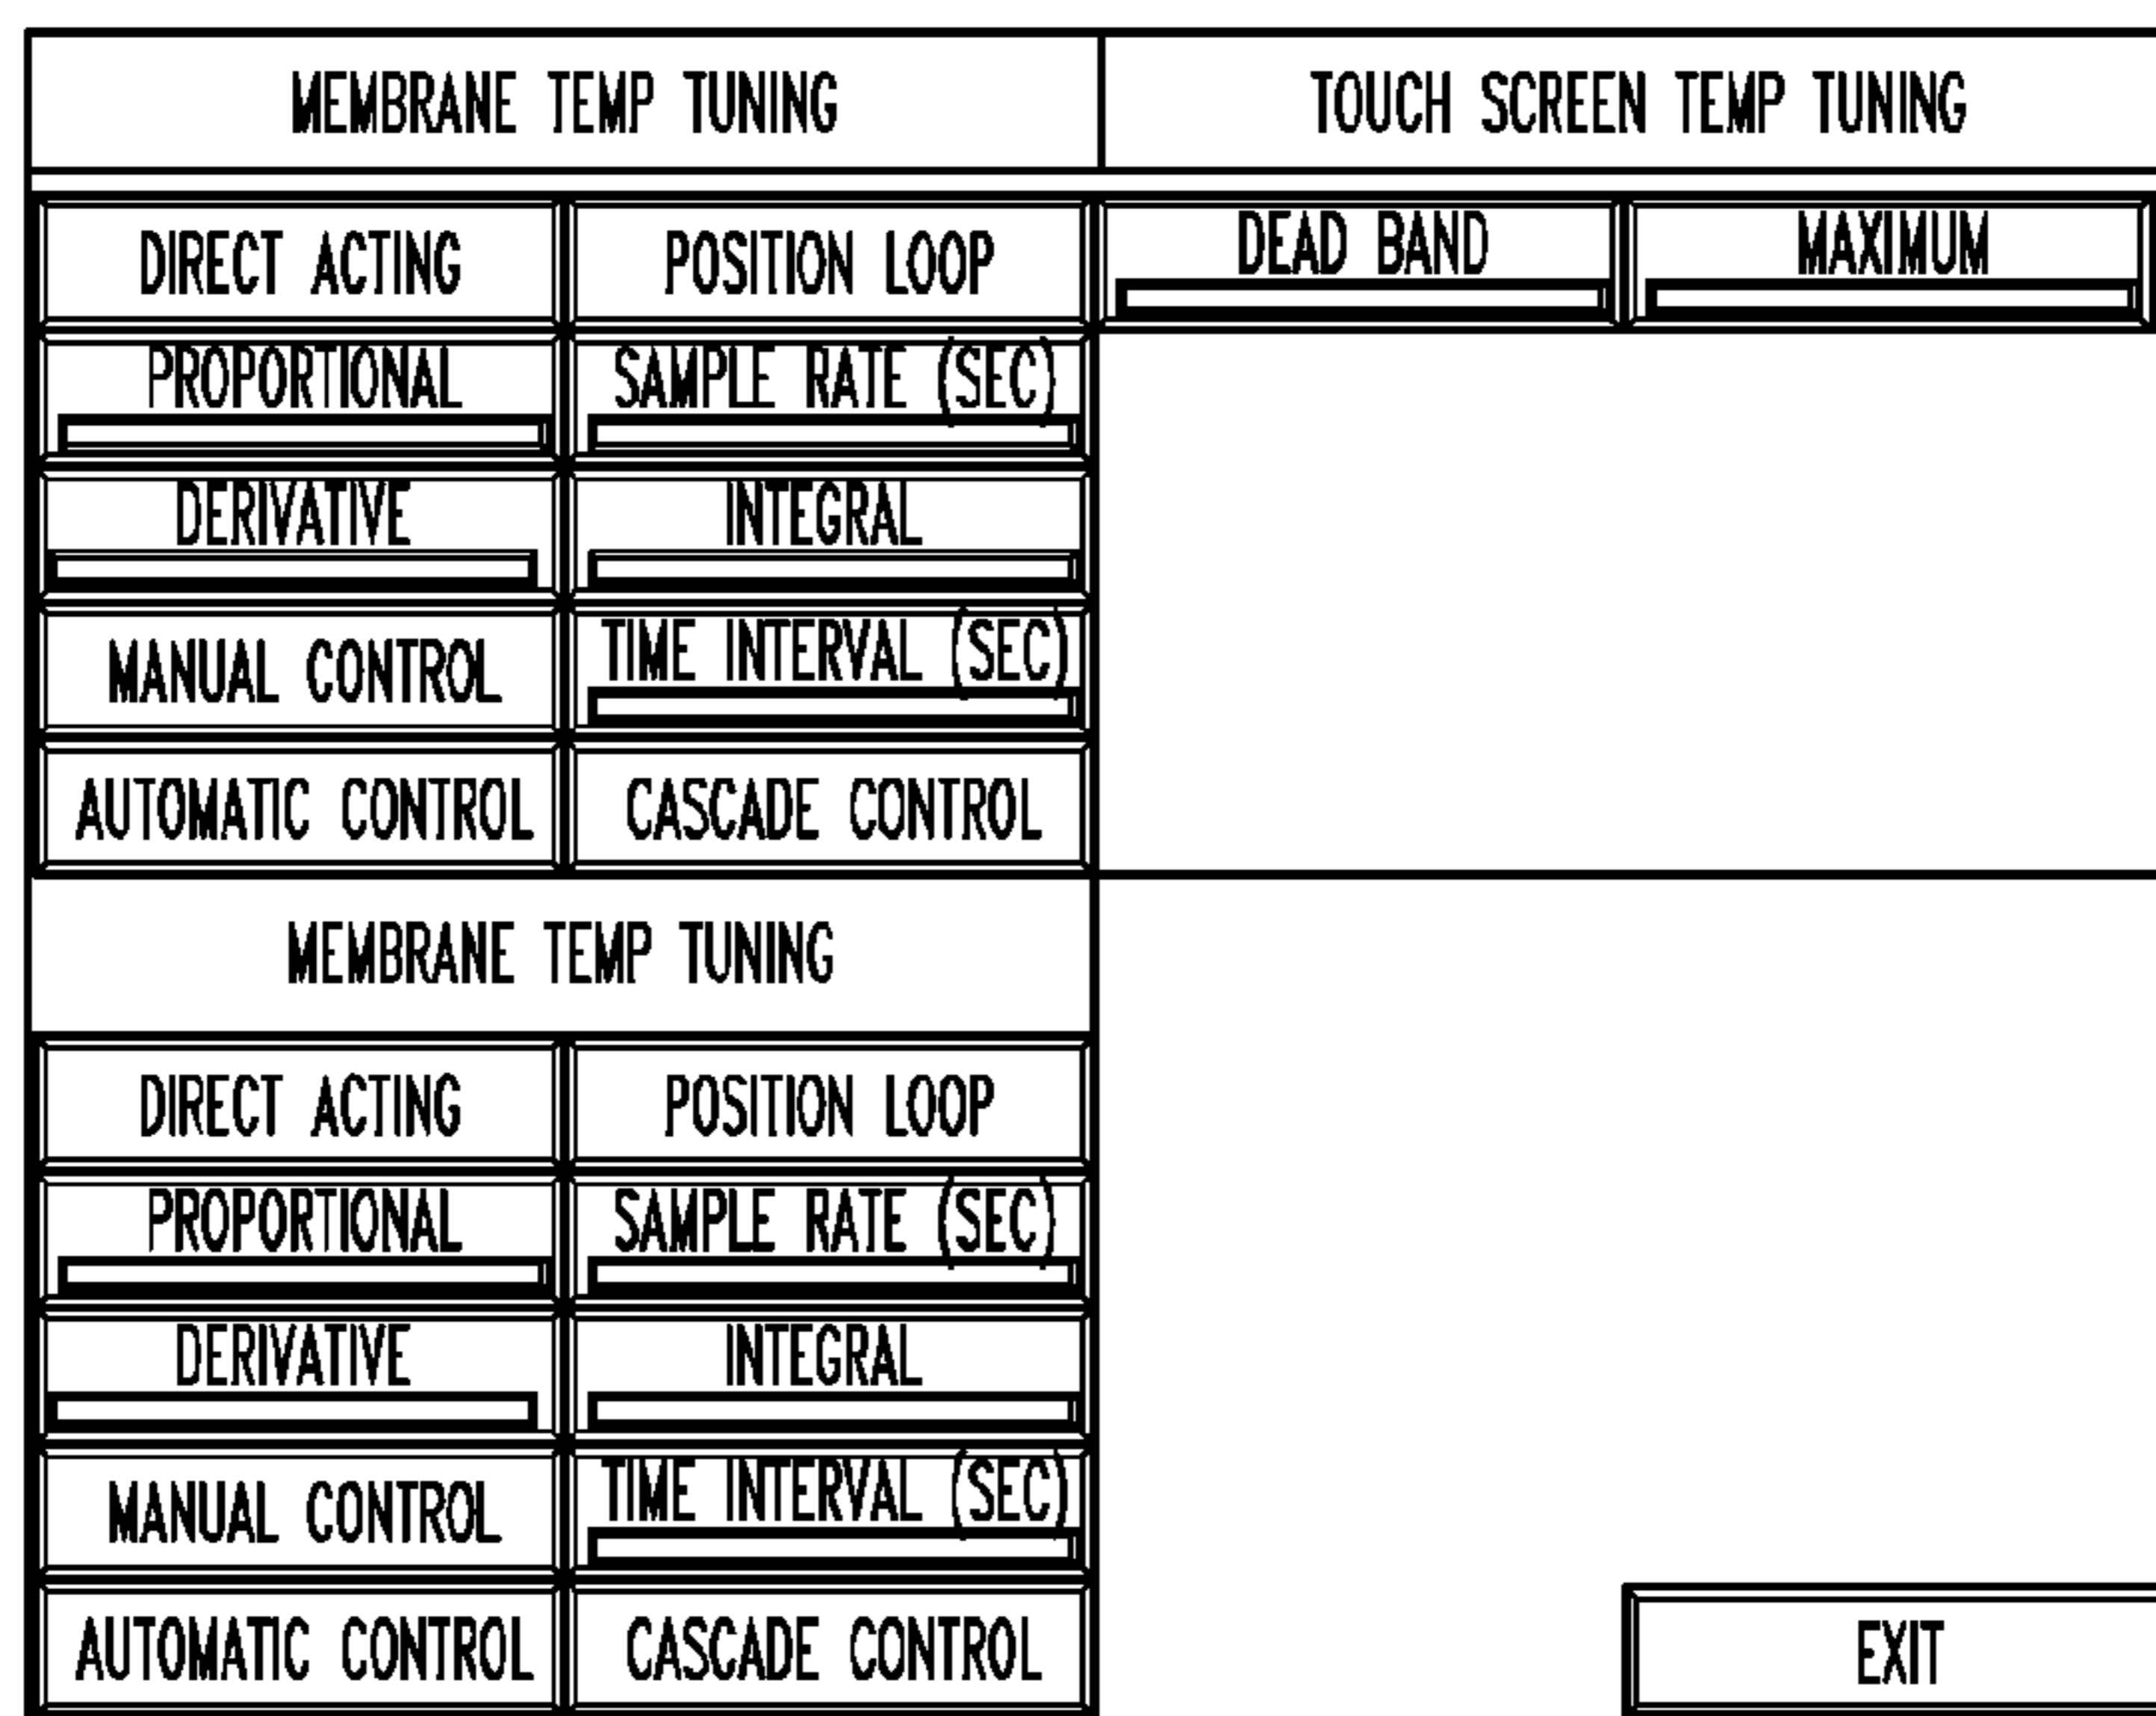 MEMBRANE TEMP TUNING
TOUCH SCREEN TEMP TUNING
DIRECT ACTING
POSITION LOOP
DEAD BAND
MAXIMUM
PROPORTIONAL
SAMPLE RATE (SEC)
DERIVATIVE
INTEGRAL
MANUAL CONTROL
TIME INTERVAL (SEC)
AUTOMATIC CONTROL
CASCADE CONTROL
MEMBRANE TEMP TUNING
DIRECT ACTING
POSITION LOOP
PROPORTIONAL
SAMPLE RATE (SEC)
DERIVATIVE
INTEGRAL
MANUAL CONTROL
TIME INTERVAL (SEC)
AUTOMATIC CONTROL
CASCADE CONTROL
EXIT